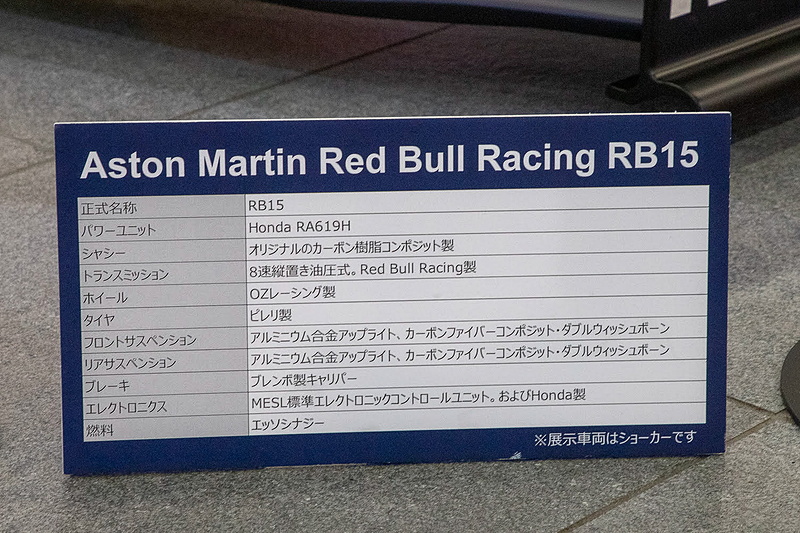 Aston Martin Red Bull Racing RB15
正式名称 RB15
パワーユニット Honda RA619H
シャシー オリジナルのカーボン樹脂コンポジット製
トランスミッション 8速縦置き油圧式。Red Bull Racing製
ホイール OZレーシング製
タイヤ ピレリ製
フロントサスペンション アルミニウム合金アップライト、カーボンファイバーコンポジット・ダブルウィッシュボーン
リアサスペンション アルミニウム合金アップライト、カーボンファイバーコンポジット・ダブルウィッシュボーン
ブレーキ ブレンボ製キャリパー
エレクトロニクス MESL標準エレクトロニックコントロールユニット。およびHonda製
燃料 エッソシナジー
※展示車両はショーカーです